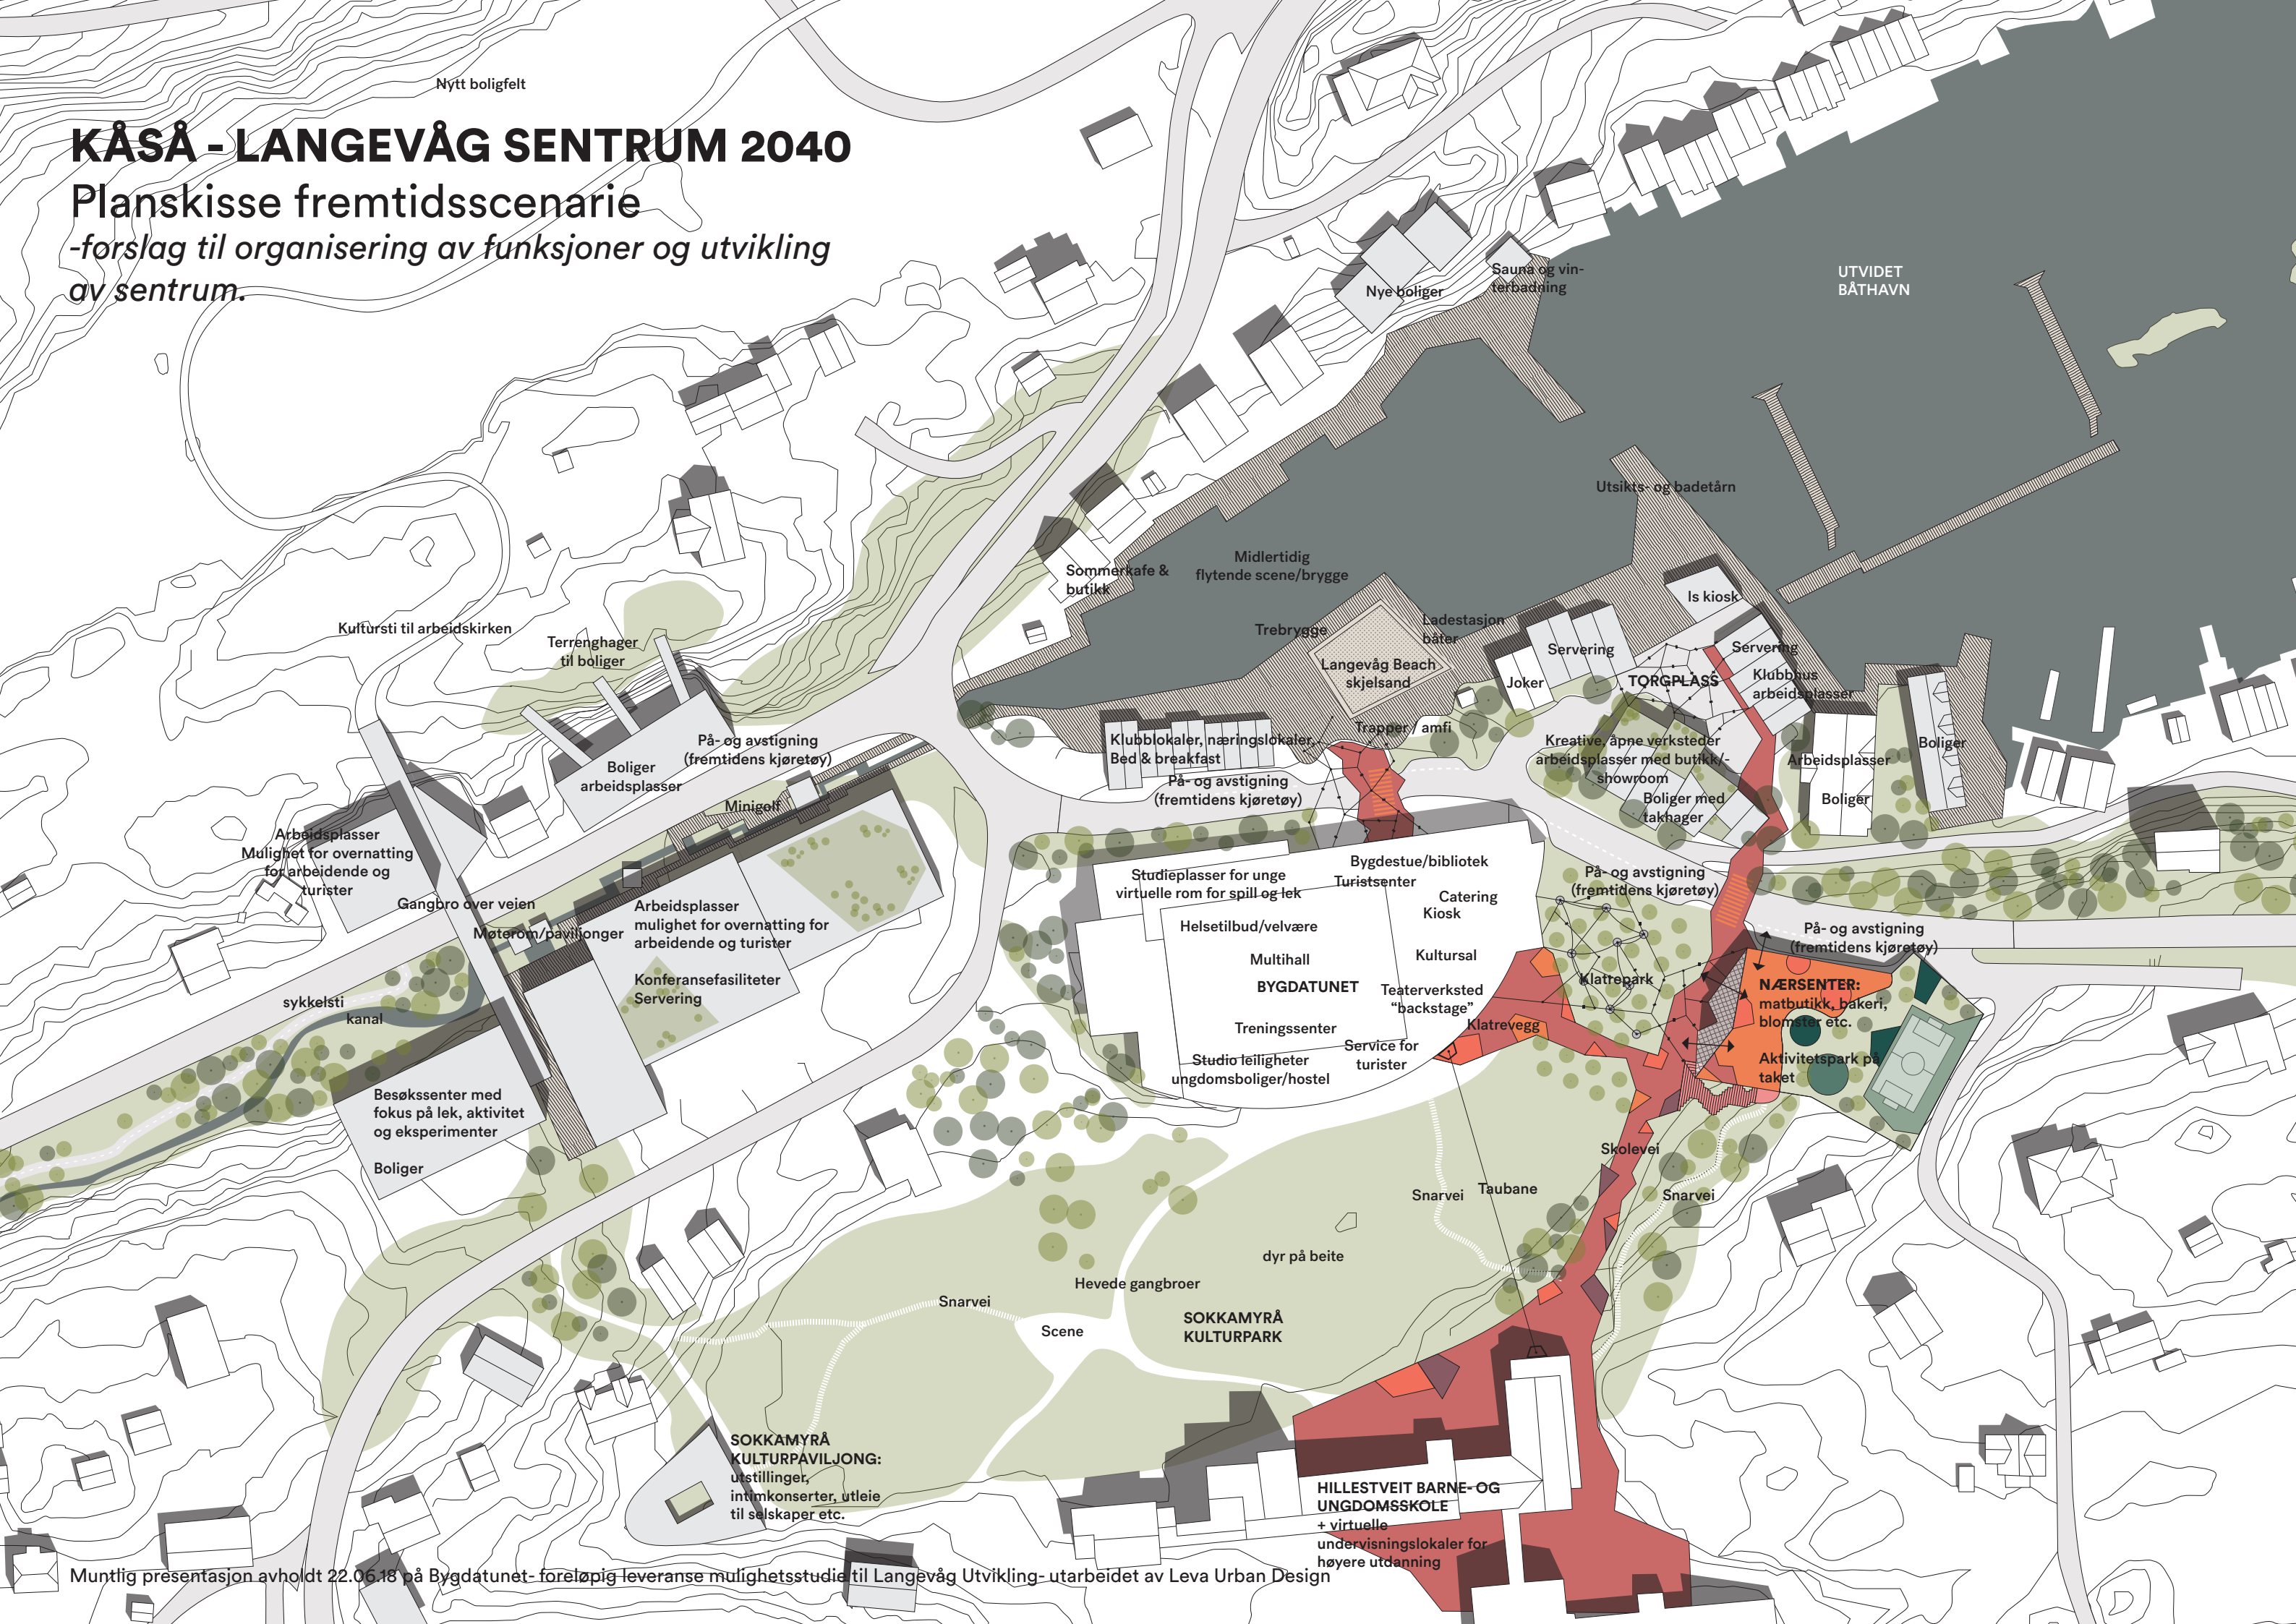 Nytt boligfelt
KÅSÅ - LANGEVÅG SENTRUM 2040
Planskisse fremtidsscenarie
-førslag til organisering av funksjoner og utvikling
av sentrum.
UTVIDET
BÅTHAVN
Sauna og vin-
terbadning
Nye boliger
Utsikts- og badetårn
Midlertidig
flytende scene/brygge
Sommerkafe &
butikk
Is kiosk
Kultursti til arbeidskirken
Terrenghager
til boliger
Trebrygge
Ladestasjon
båter
Langevåg Beach
skjelsand
Servering
Servering
Joker
TORGPLASS
Klubbhus
arbeidsplasser
Trapper / amfi
Klubblokaler, næringslokaler,
Bed & breakfast
På- og avstigning
(fremtidens kjøretøy)
Boliger
arbeidsplasser
På- og avstigning
(fremtidens kjøretøy)
Kreative, åpne verksteder
arbeidsplasser med butikk/-
showroom
Boliger med
takhager
Arbeidsplasser
Boliger
Boliger
Minigolf
Arbeidsplasser
Mulighet for overnatting
for arbeidende og
turister
Gangbro over veien
Møterom/paviljonger
Arbeidsplasser
mulighet for overnatting for
arbeidende og turister
Konferansefasiliteter
Servering
Studieplasser for unge
virtuelle rom for spill og lek
Bygdestue/bibliotek
Turistsenter
Catering
Kiosk
Helsetilbud/velvære
Multihall
Kultursal
BYGDATUNET
Teaterverksted
“backstage”
Treningssenter
Klatrevegg
Studio leiligheter
ungdomsboliger/hostel
Service for
turister
På- og avstigning
(fremtidens kjøretøy)
Klatrepark
På- og avstigning
(fremtidens kjøretøy)
NÆRSENTER:
matbutikk, bakeri,
blomster etc.
Aktivitetspark på
taket
sykkelsti
kanal
Besøkssenter med
fokus på lek, aktivitet
og eksperimenter
Boliger
Skolevei
Snarvei
Taubane
Snarvei
dyr på beite
Hevede gangbroer
Snarvei
Scene
SOKKAMYRÅ
KULTURPARK
SOKKAMYRÅ
KULTURPAVILJONG:
utstillinger,
intimkonserter, utleie
til selskaper etc.
HILLESTVEIT BARNE- OG
UNGDOMSSKOLE
+ virtuelle
undervisningslokaler for
høyere utdanning
Muntlig presentasjon avholdt 22.06.18 på Bygdatunet- foreløpig leveranse mulighetsstudie til Langevåg Utvikling- utarbeidet av Leva Urban Design